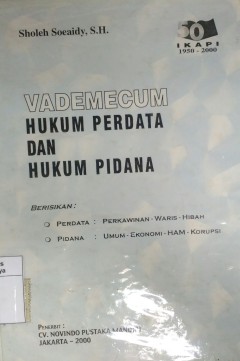 Sholeh Soeaidy, S.H.
50
IKAPI
1950 - 2000
VADEMECUM
HUKUM PERDATA
DAN
HUKUM PIDANA
BERISIKAN :
PERDATA : PERKAWINAN - WARIS - HIBAH
PIDANA : UMUM - EKONOMI - HAM - KORUPSI
PENERBIT :
CV. NOVINDO PUSTAKA MANDIRI
JAKARTA – 2000